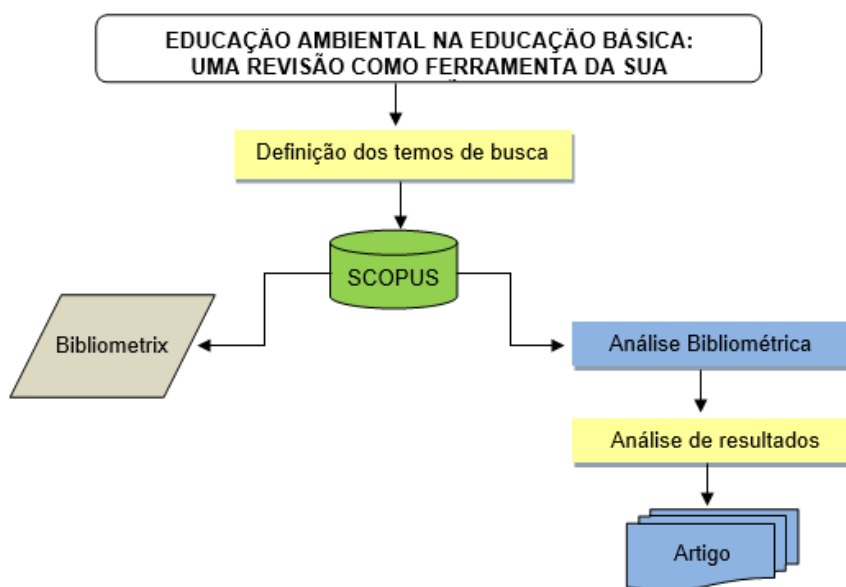 EDUCAÇÃO AMBIENTAL NA EDUCAÇÃO BÁSICA:
UMA REVISÃO COMO FERRAMENTA DA SUA
Definição dos temos de busca
SCOPUS
Bibliometrix
Análise Bibliométrica
Análise de resultados
Artigo